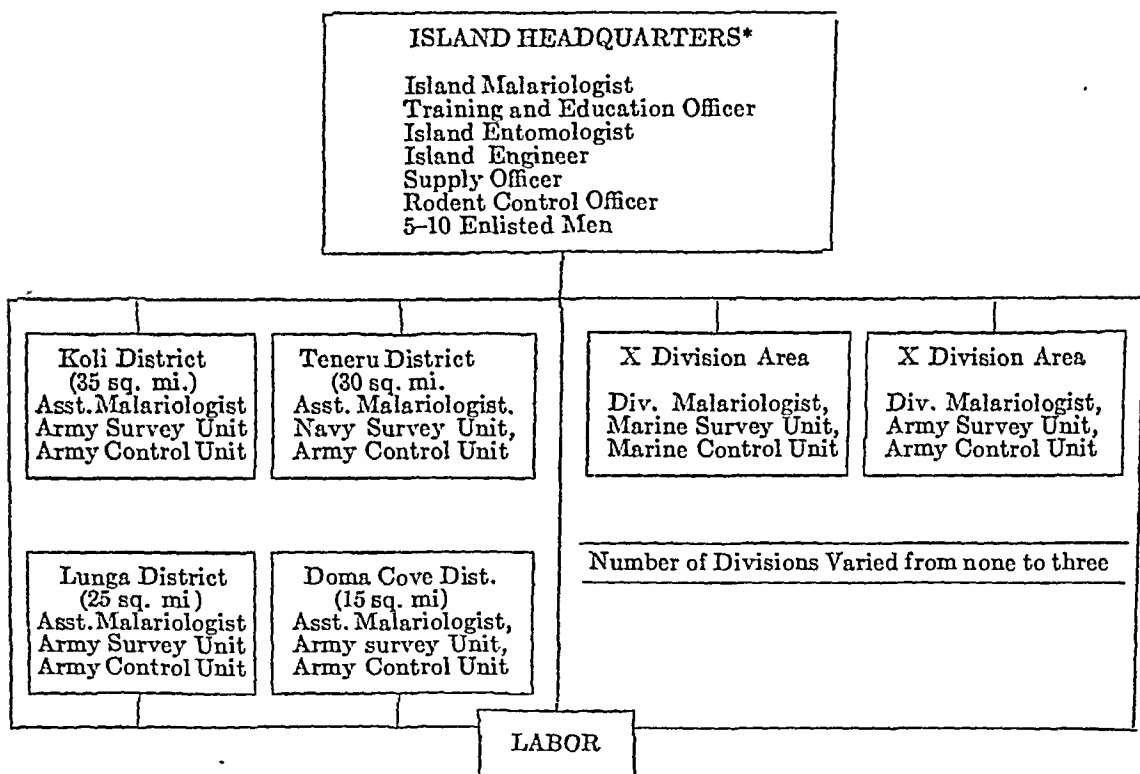 ISLAND HEADQUARTERS*
Island Malariologist
Training and Education Officer
Island Entomologist
Island Engineer
Supply Officer
Rodent Control Officer
5–10 Enlisted Men
Koli District
(35 sq. mi.)
Asst. Malariologist
Army Survey Unit
Army Control Unit
Teneru District
(30 sq. mi.
Asst. Malariologist.
Navy Survey Unit,
Army Control Unit
X Division Area
Div. Malariologist,
Marine Survey Unit,
Marine Control Unit
X Division Area
Div. Malariologist,
Army Survey Unit,
Army Control Unit
Lunga District
(25 sq. mi)
Asst. Malariologist
Army Survey Unit
Army Control Unit
Doma Cove Dist.
(15 sq. mi)
Asst. Malariologist,
Army survey Unit,
Army Control Unit
Number of Divisions Varied from none to three
LABOR